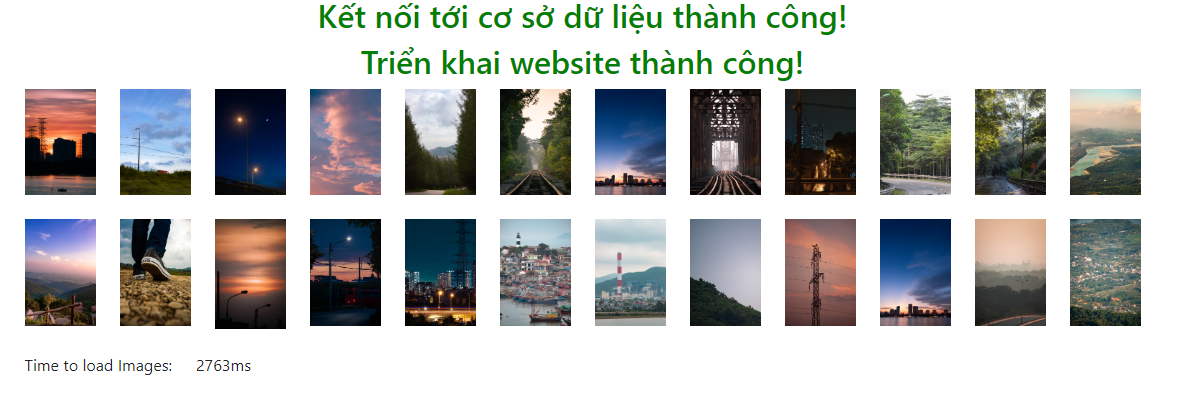 Kết nối tới cơ sở dữ liệu thành công!
Triển khai website thành công!
Time to load Images: 2763ms